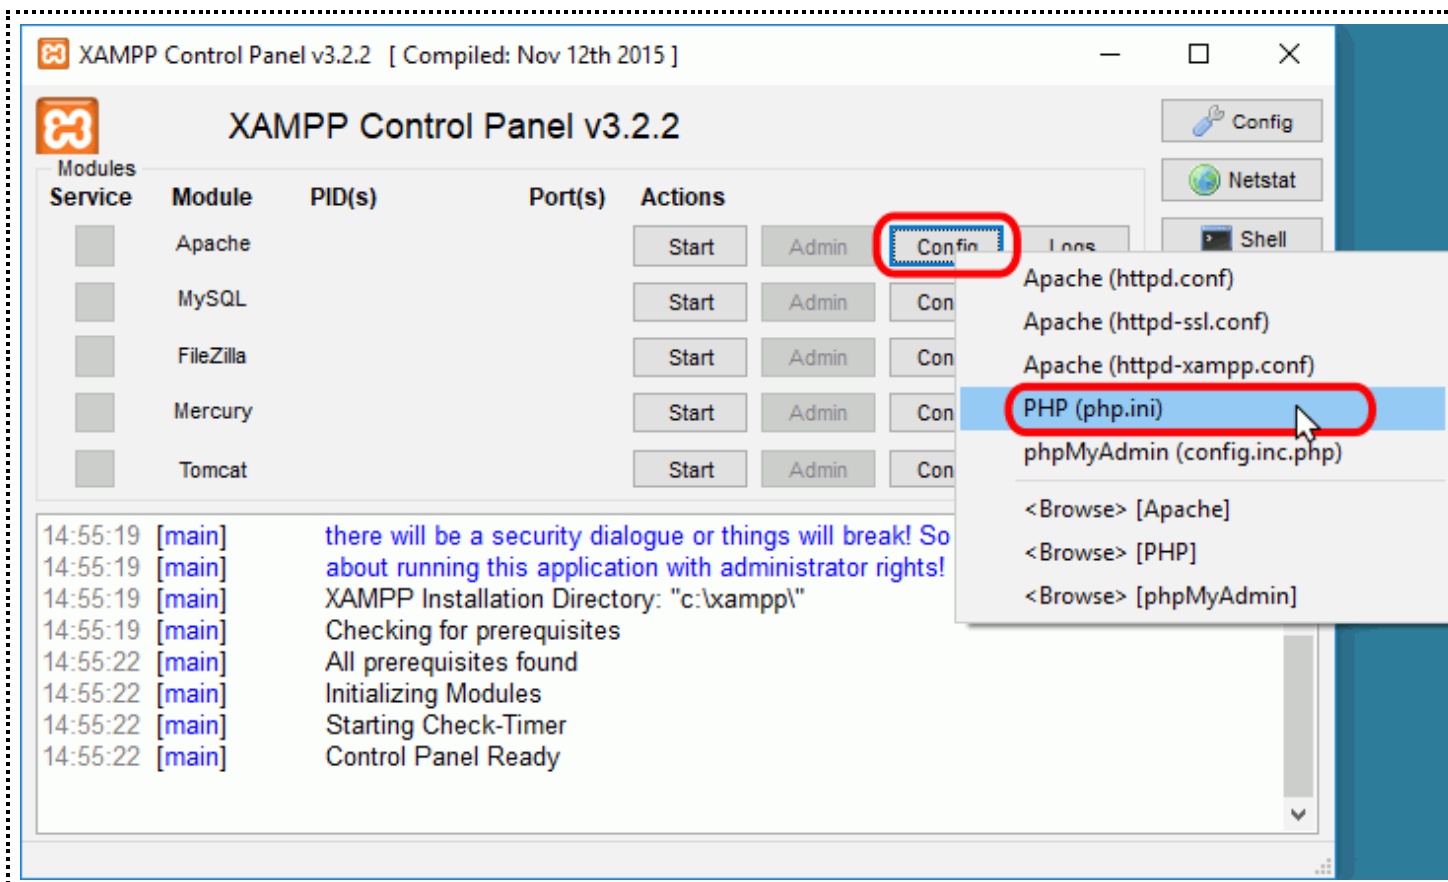 XAMPP Control Panel v3.2.2 [ Compiled: Nov 12th 2015 ]
XAMPP Control Panel v3.2.2
Config
Modules
Netstat
Service Module PID(s) Port(s) Actions
Apache Start Admin Config Logs Shell
MySQL Start Admin Con
FileZilla Start Admin Con
Mercury Start Admin Con
Tomcat Start Admin Con
Apache (httpd.conf)
Apache (httpd-ssl.conf)
Apache (httpd-xampp.conf)
PHP (php.ini)
phpMyAdmin (config.inc.php)
<Browse> [Apache]
<Browse> [PHP]
<Browse> [phpMyAdmin]
14:55:19 [main] there will be a security dialogue or things will break! So
14:55:19 [main] about running this application with administrator rights!
14:55:19 [main] XAMPP Installation Directory: "c:\xampp\"
14:55:19 [main] Checking for prerequisites
14:55:22 [main] All prerequisites found
14:55:22 [main] Initializing Modules
14:55:22 [main] Starting Check-Timer
14:55:22 [main] Control Panel Ready